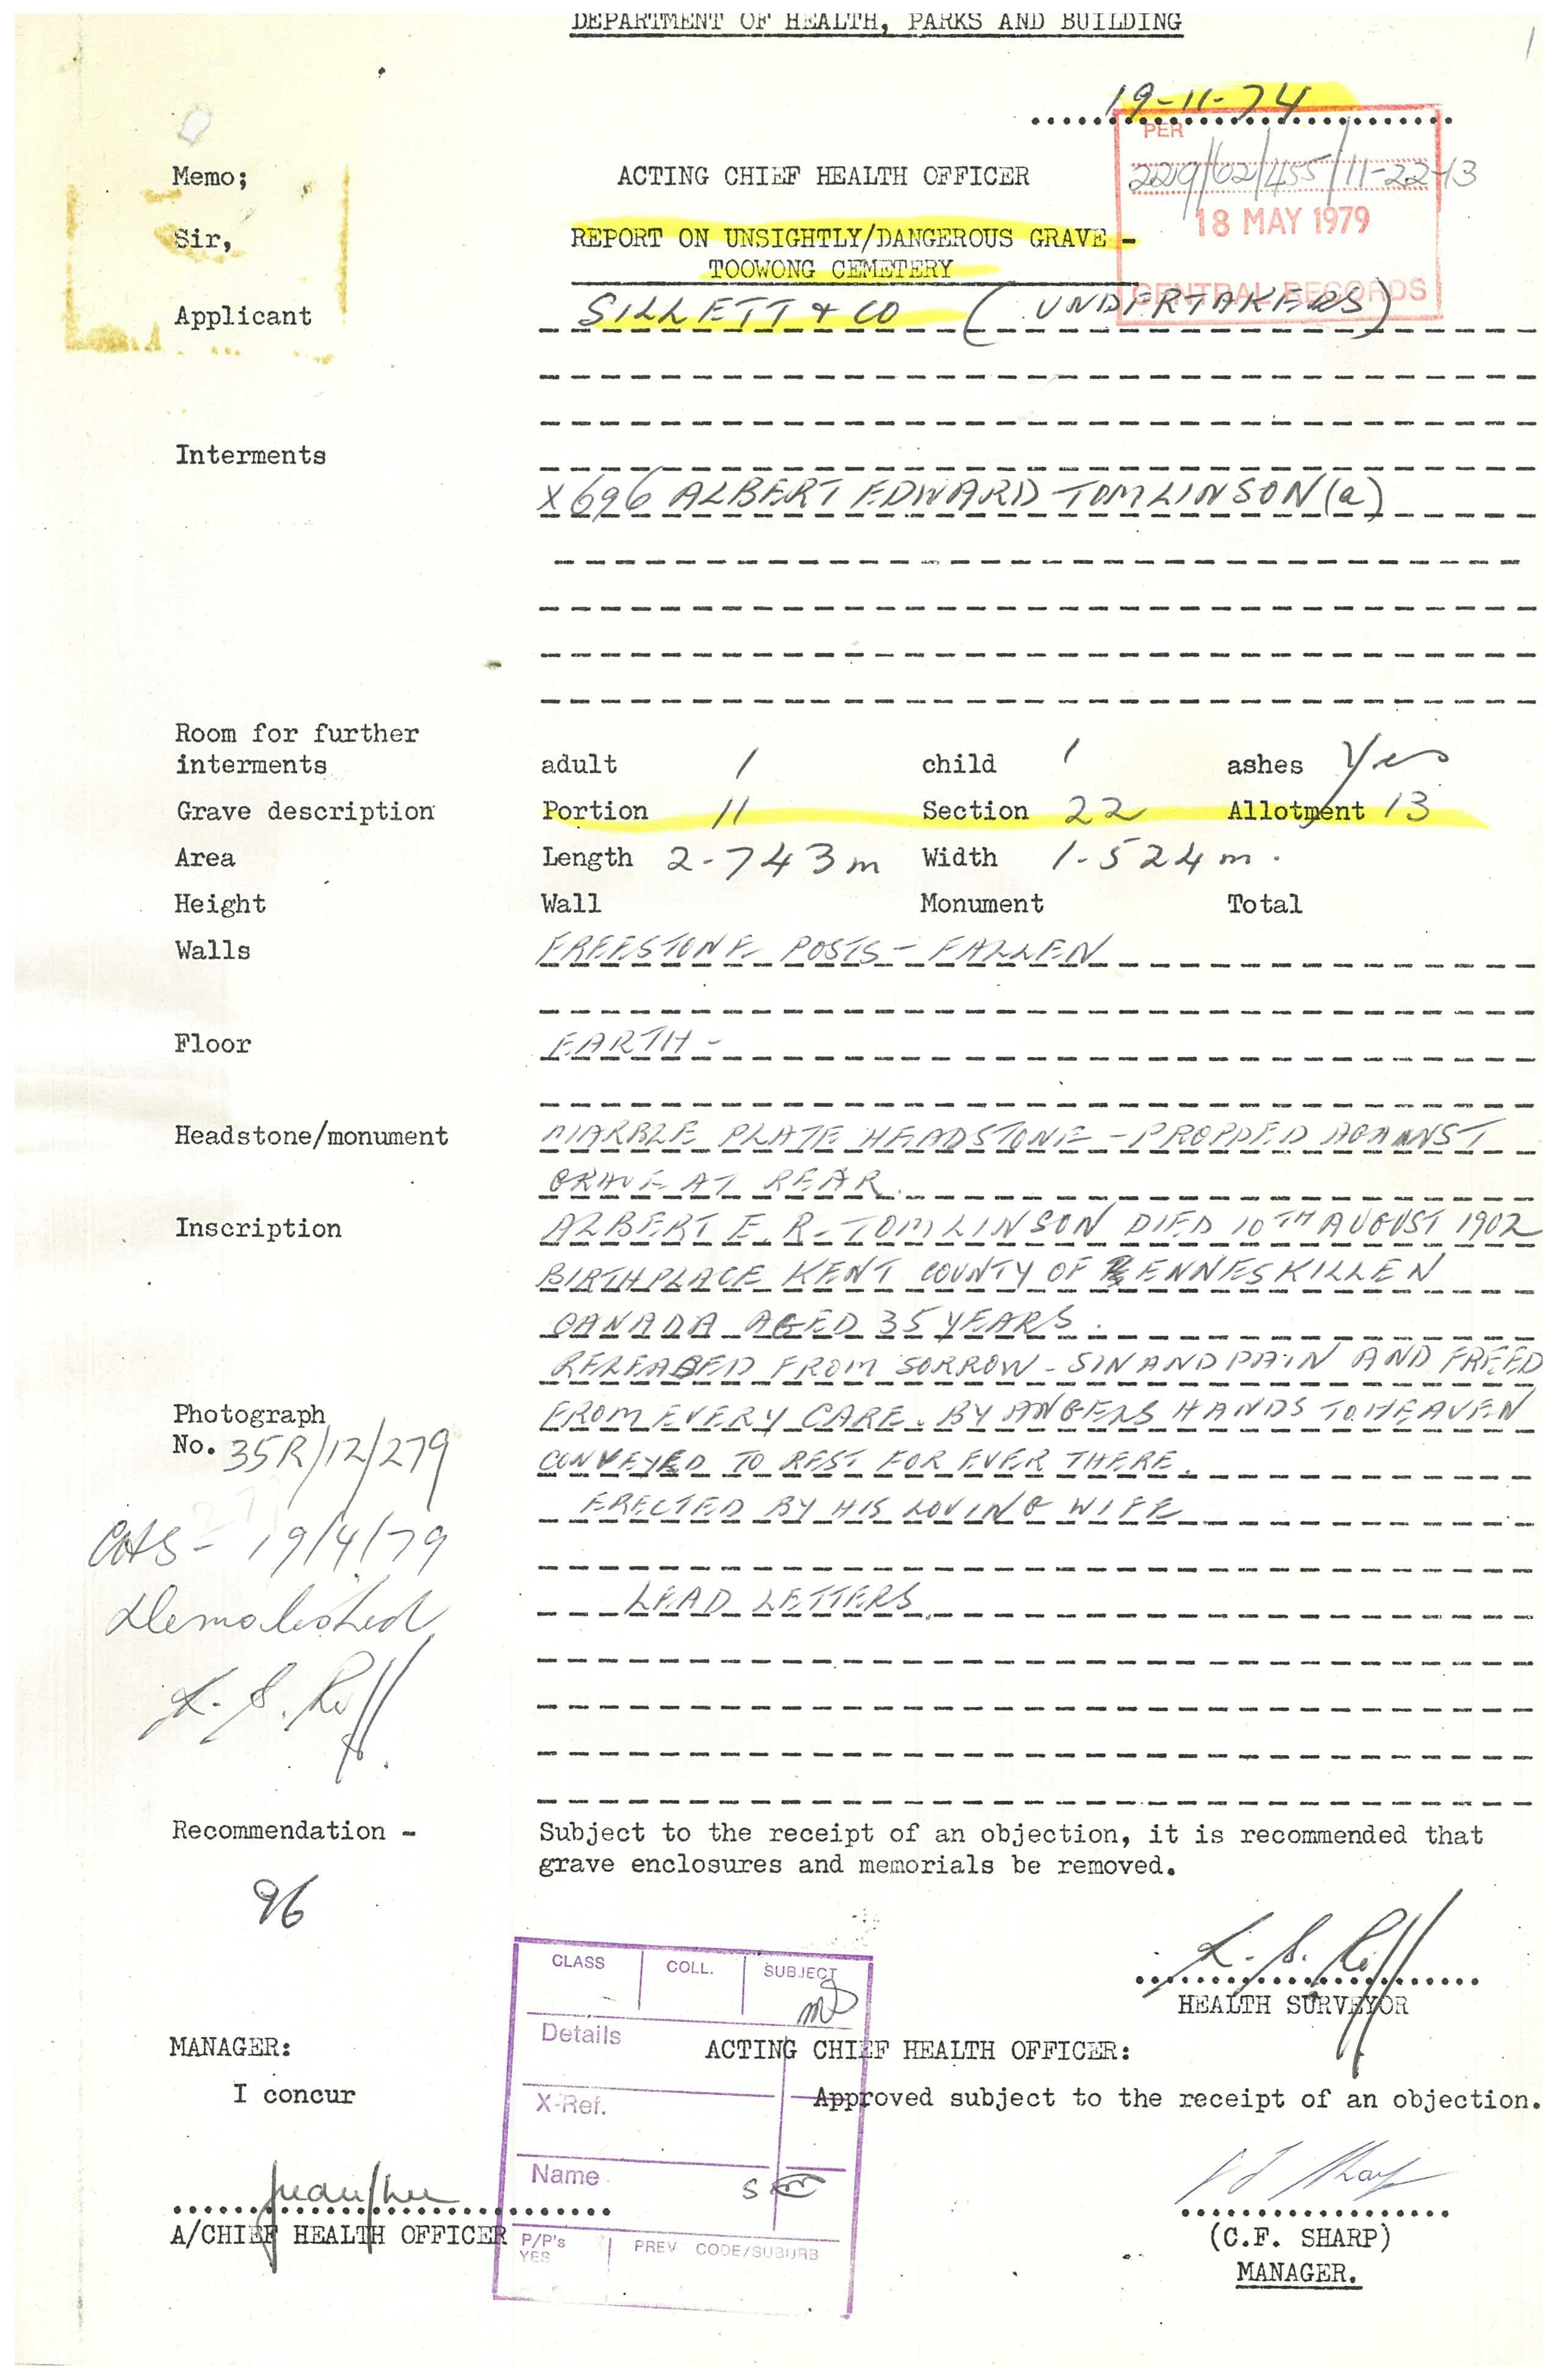 DEPARTMENT OF HEALTH, PARKS AND BUILDING
1
19-11-74
PER
2219/02/455/11-22-13
18 MAY 1979
CENTRAL RECORDS
Memo; ACTING CHIEF HEALTH OFFICER
Sir, REPORT ON UNSIGHTLY/DANGEROUS GRAVE -
TOOWONG CEMETERY
Applicant SILLETT & CO (UNDERTAKERS)
Interments
X696 ALBERT EDWARD TOMLINSON (a)
Room for further
interments adult 1 child 1 ashes Yes
Grave description Portion 11 Section 22 Allotment 13
Area Length 2-743m Width 1-524m.
Height Wall Monument Total
Walls FREESTONE POSTS - FALLEN
Floor EARTH -
Headstone/monument MARBLE PLATE HEADSTONE - PROPPED AGAINST
GRAVE AT REAR.
Inscription ALBERT E. R. TOMLINSON DIED 10TH AUGUST 1902
BIRTHPLACE KENT COUNTY OF ENNESKILLEN
CANADA AGED 35 YEARS.
RELEASED FROM SORROW - SIN AND PAIN AND FREED
Photograph FROM EVERY CARE. BY ANGELS HANDS TO HEAVEN
No. 35R/12/279 CONVEYED TO REST FOR EVER THERE.
ERECTED BY HIS LOVING WIFE
19/4/79
LEAD LETTERS.
Demolished
Recommendation - Subject to the receipt of an objection, it is recommended that
grave enclosures and memorials be removed.
96
HEALTH SURVEYOR
CLASS COLL. SUBJECT
Details
X-Ref.
Name
P/P's
YES
PREV CODE/SUBURB
MANAGER: ACTING CHIEF HEALTH OFFICER:
I concur Approved subject to the receipt of an objection.
A/CHIEF HEALTH OFFICER (C.F. SHARP)
MANAGER.